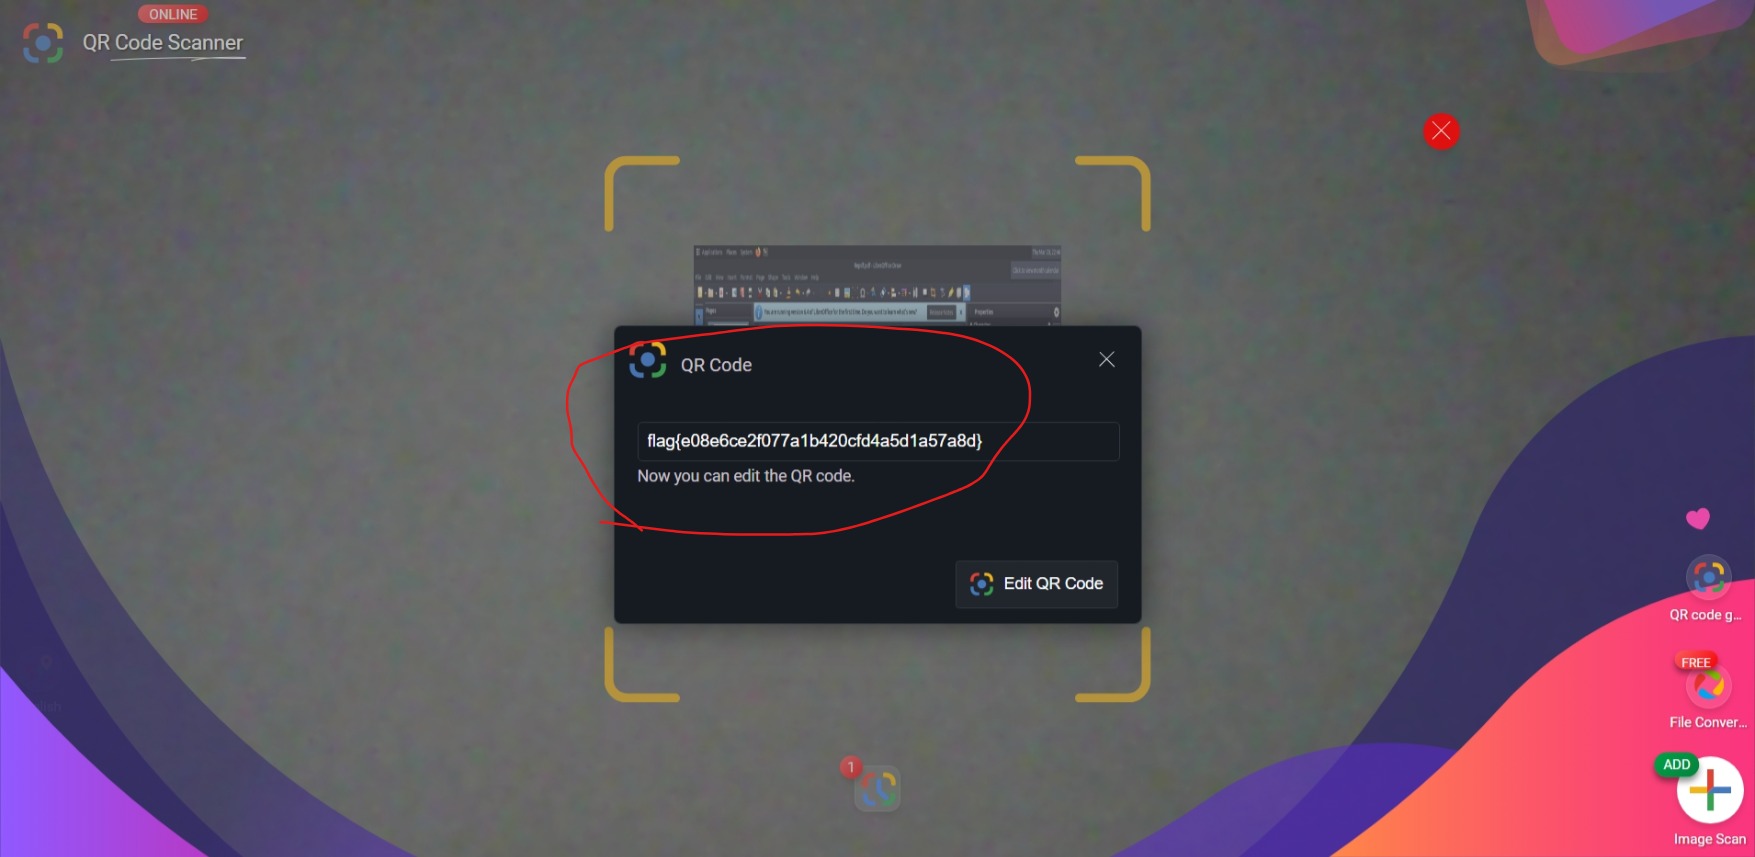 ONLINE
QR Code Scanner
QR Code
flag{e08e6ce2f077a1b420cfd4a5d1a57a8d}
Now you can edit the QR code.
Edit QR Code
QR code g...
FREE
File Conver...
1
ADD
Image Scan